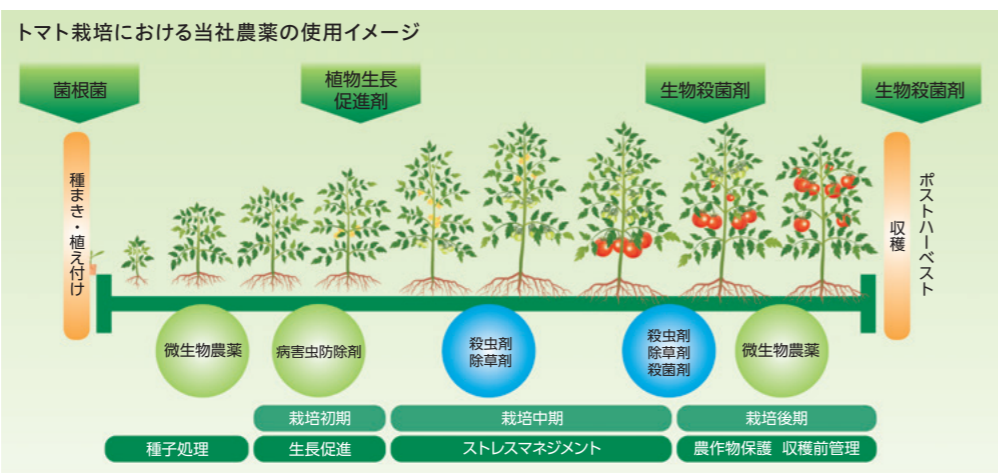 トマト栽培における当社農薬の使用イメージ
菌根菌
植物生長
促進剤
生物殺菌剤
生物殺菌剤
種まき・植え付け
収穫
ポストハーベスト
微生物農薬
病害虫防除剤
殺虫剤
除草剤
殺虫剤
除草剤
殺菌剤
微生物農薬
栽培初期
栽培中期
栽培後期
種子処理
生長促進
ストレスマネジメント
農作物保護 収穫前管理